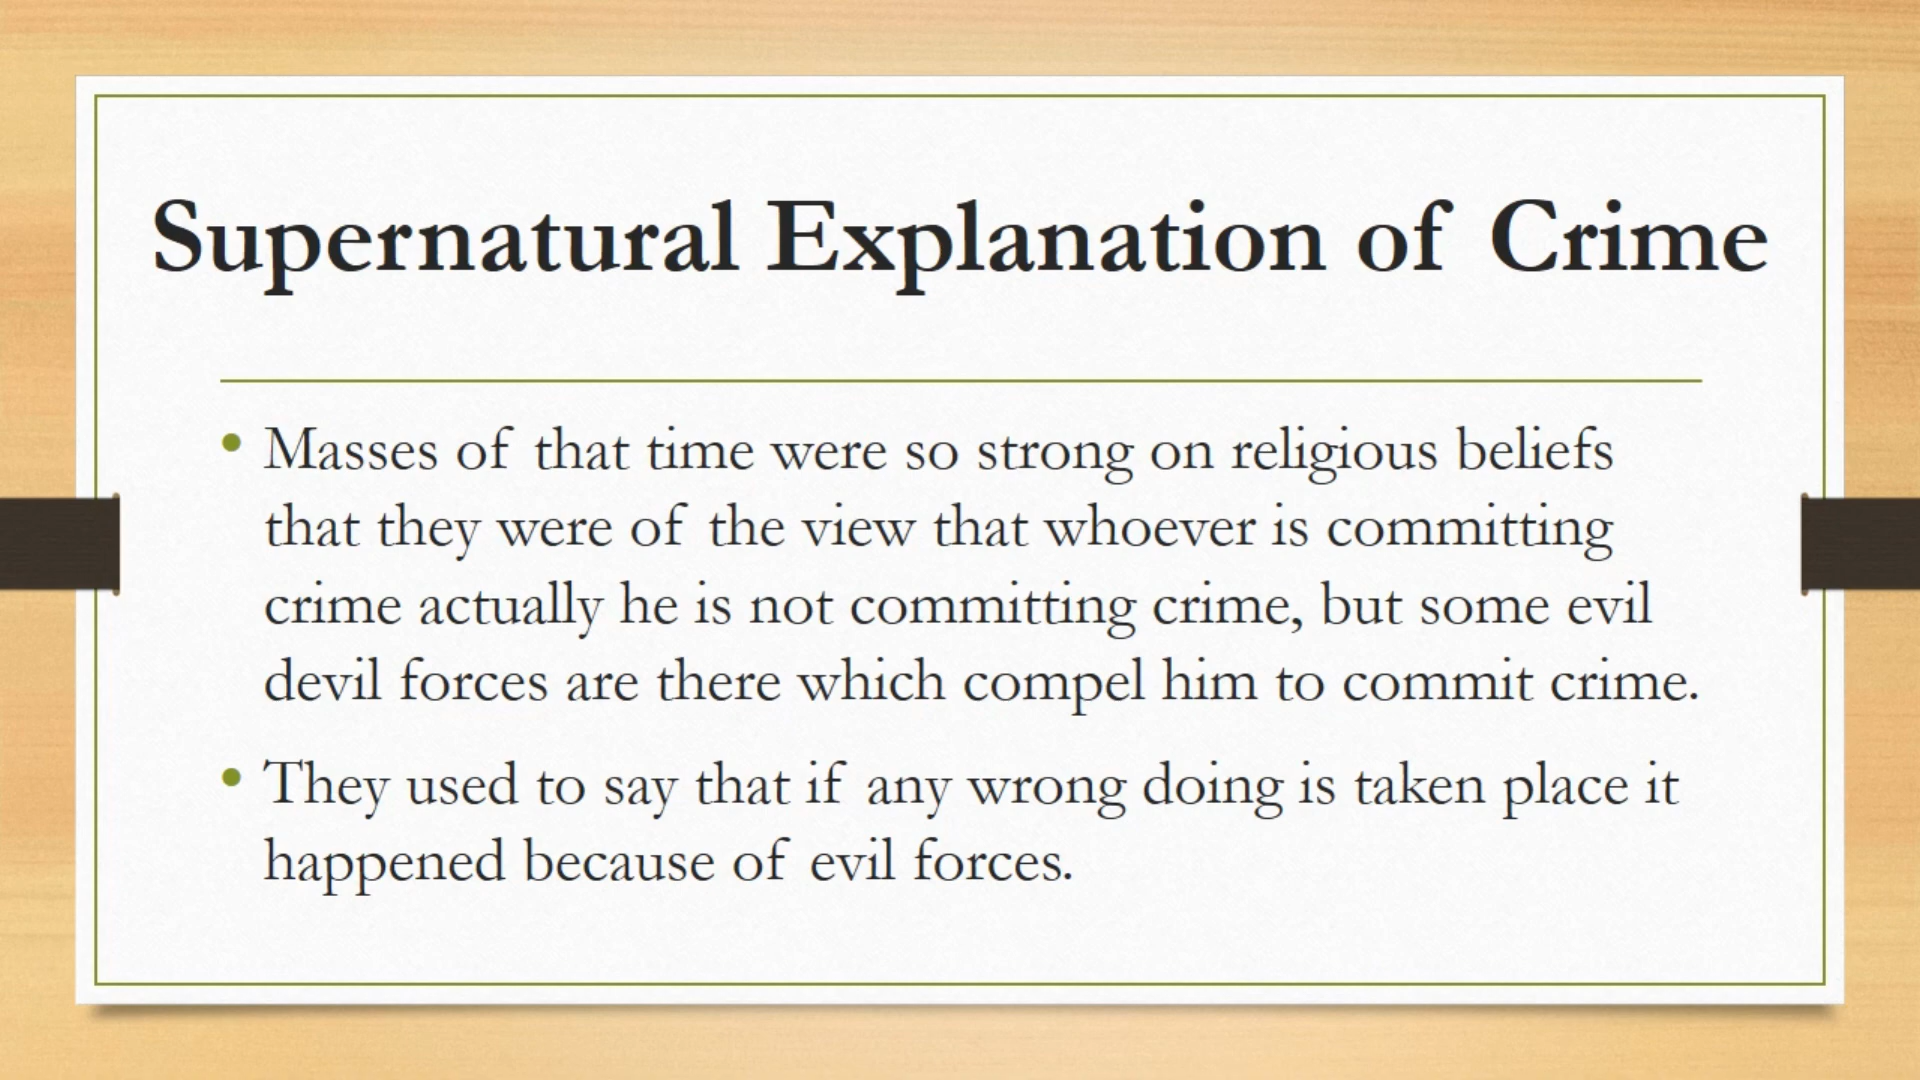 Supernatural Explanation of Crime
• Masses of that time were so strong on religious beliefs
that they were of the view that whoever is committing
crime actually he is not committing crime, but some evil
devil forces are there which compel him to commit crime.
• They used to say that if any wrong doing is taken place it
happened because of evil forces.